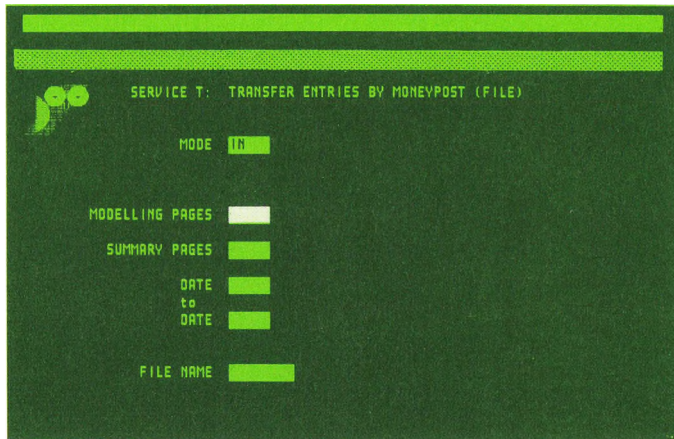 SERVICE T: TRANSFER ENTRIES BY MONEYPOST (FILE)
MODE IN
MODELLING PAGES
SUMMARY PAGES
DATE
to
DATE
FILE NAME